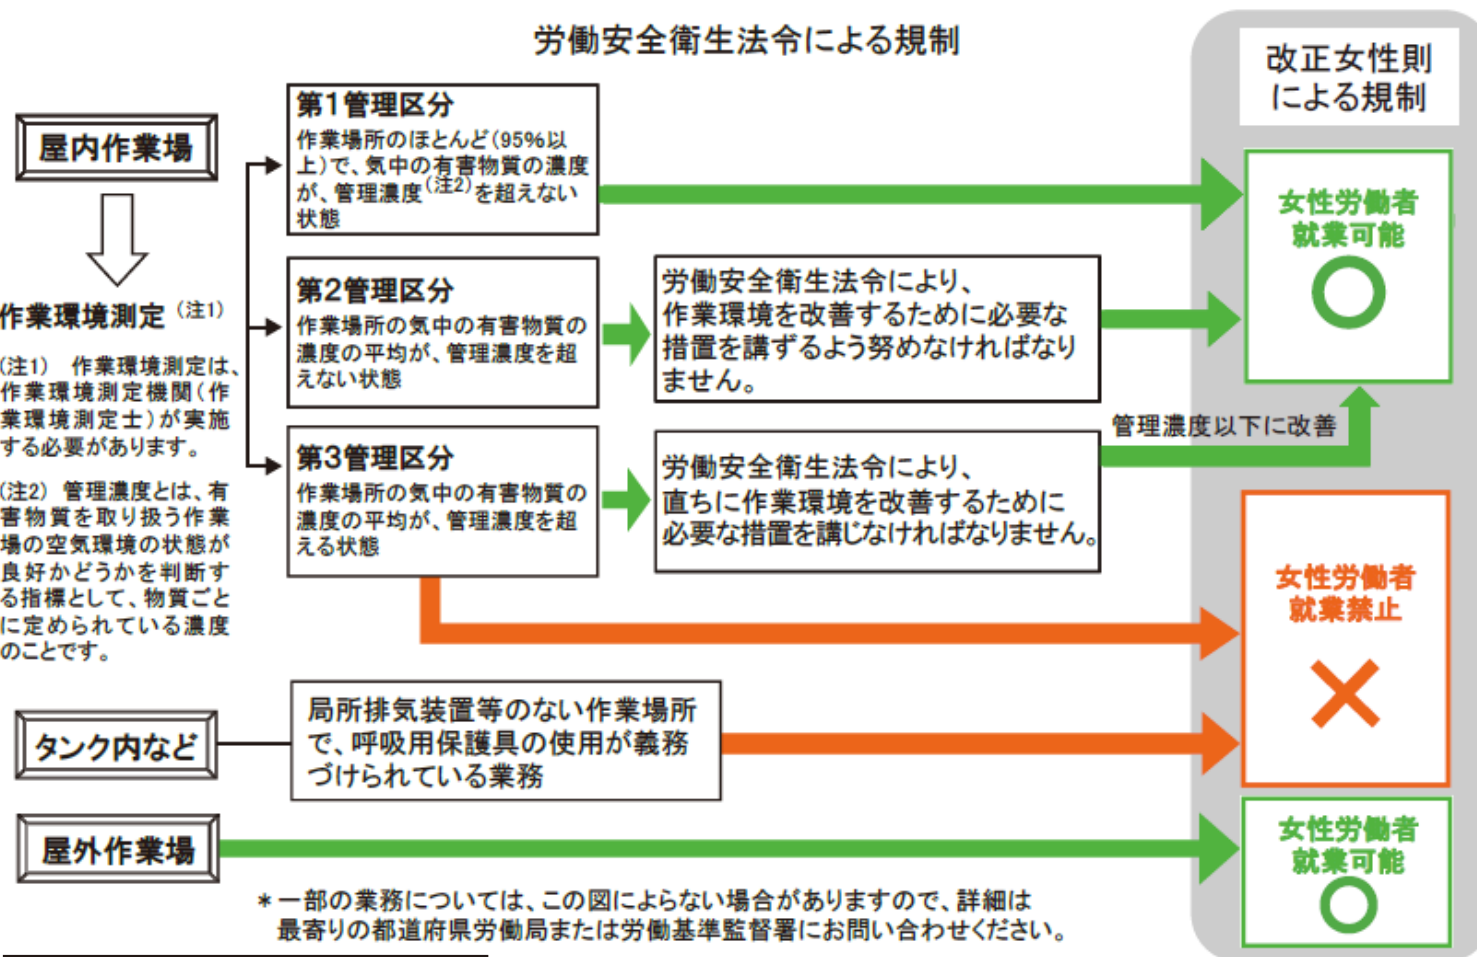 労働安全衛生法令による規制
改正女性則
による規制
屋内作業場
作業環境測定（注1）
（注1）　作業環境測定は、
作業環境測定機関（作
業環境測定士）が実施
する必要があります。
（注2）管理濃度とは、有
害物質を取り扱う作業
場の空気環境の状態が
良好かどうかを判断す
る指標として、物質ごと
に定められている濃度
のことです。
第1管理区分
作業場所のほとんど（95%以
上）で、気中の有害物質の濃度
が、管理濃度（注2）を超えない
状態
第2管理区分
作業場所の気中の有害物質の
濃度の平均が、管理濃度を超
えない状態
労働安全衛生法令により、
作業環境を改善するために必要な
措置を講ずるよう努めなければなり
ません。
第3管理区分
作業場所の気中の有害物質の
濃度の平均が、管理濃度を超
える状態
労働安全衛生法令により、
直ちに作業環境を改善するために
必要な措置を講じなければなりません。
管理濃度以下に改善
女性労働者
就業可能
女性労働者
就業禁止
タンク内など
局所排気装置等のない作業場所
で、呼吸用保護具の使用が義務
づけられている業務
屋外作業場
女性労働者
就業可能
＊一部の業務については、この図によらない場合がありますので、詳細は
最寄りの都道府県労働局または労働基準監督署にお問い合わせください。